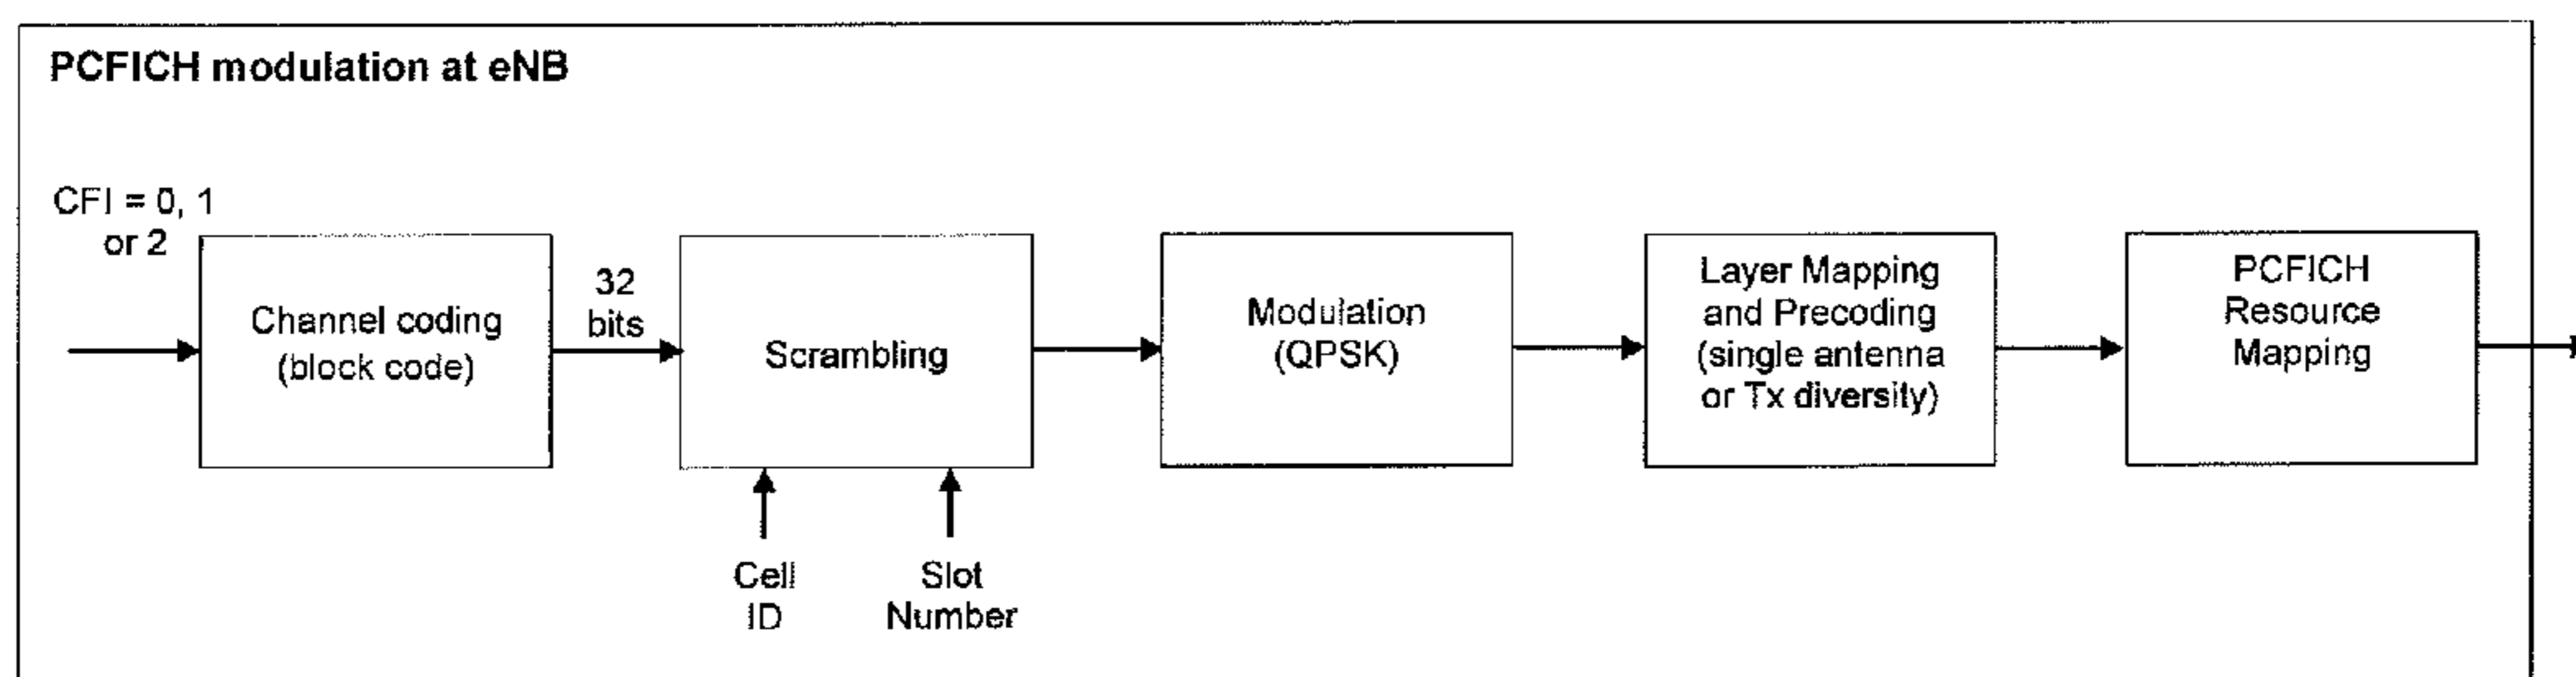 PCFICH modulation at eNB
CFI = 0, 1
or 2
Channel coding
(block code)
32
bits
Scrambling
Cell
ID
Slot
Number
Modulation
(QPSK)
Layer Mapping
and Precoding
(single antenna
or Tx diversity)
PCFICH
Resource
Mapping